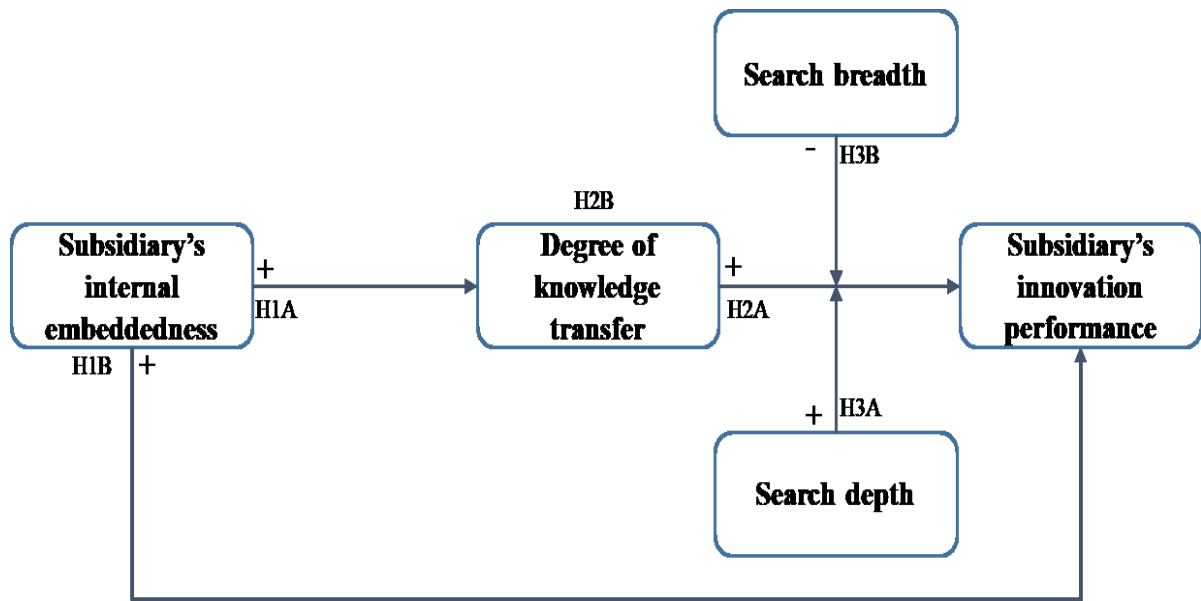 Search breadth
-
H3B
H2B
Subsidiary's
internal
embeddedness
+
H1A
Degree of
knowledge
transfer
+
H2A
Subsidiary's
innovation
performance
H1B
+
+
H3A
Search depth